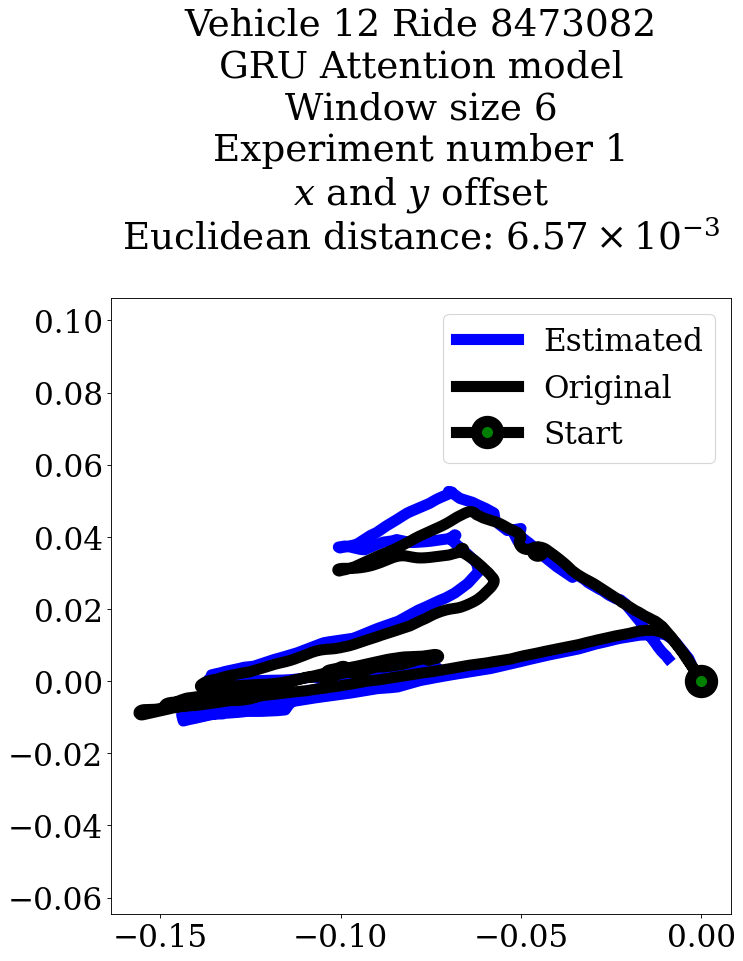 Vehicle 12 Ride 8473082
GRU Attention model
Window size 6
Experiment number 1
x and y offset
Euclidean distance: 6.57 × 10⁻³
Estimated
Original
Start
0.10
0.08
0.06
0.04
0.02
0.00
−0.02
−0.04
−0.06
−0.15 −0.10 −0.05 0.00